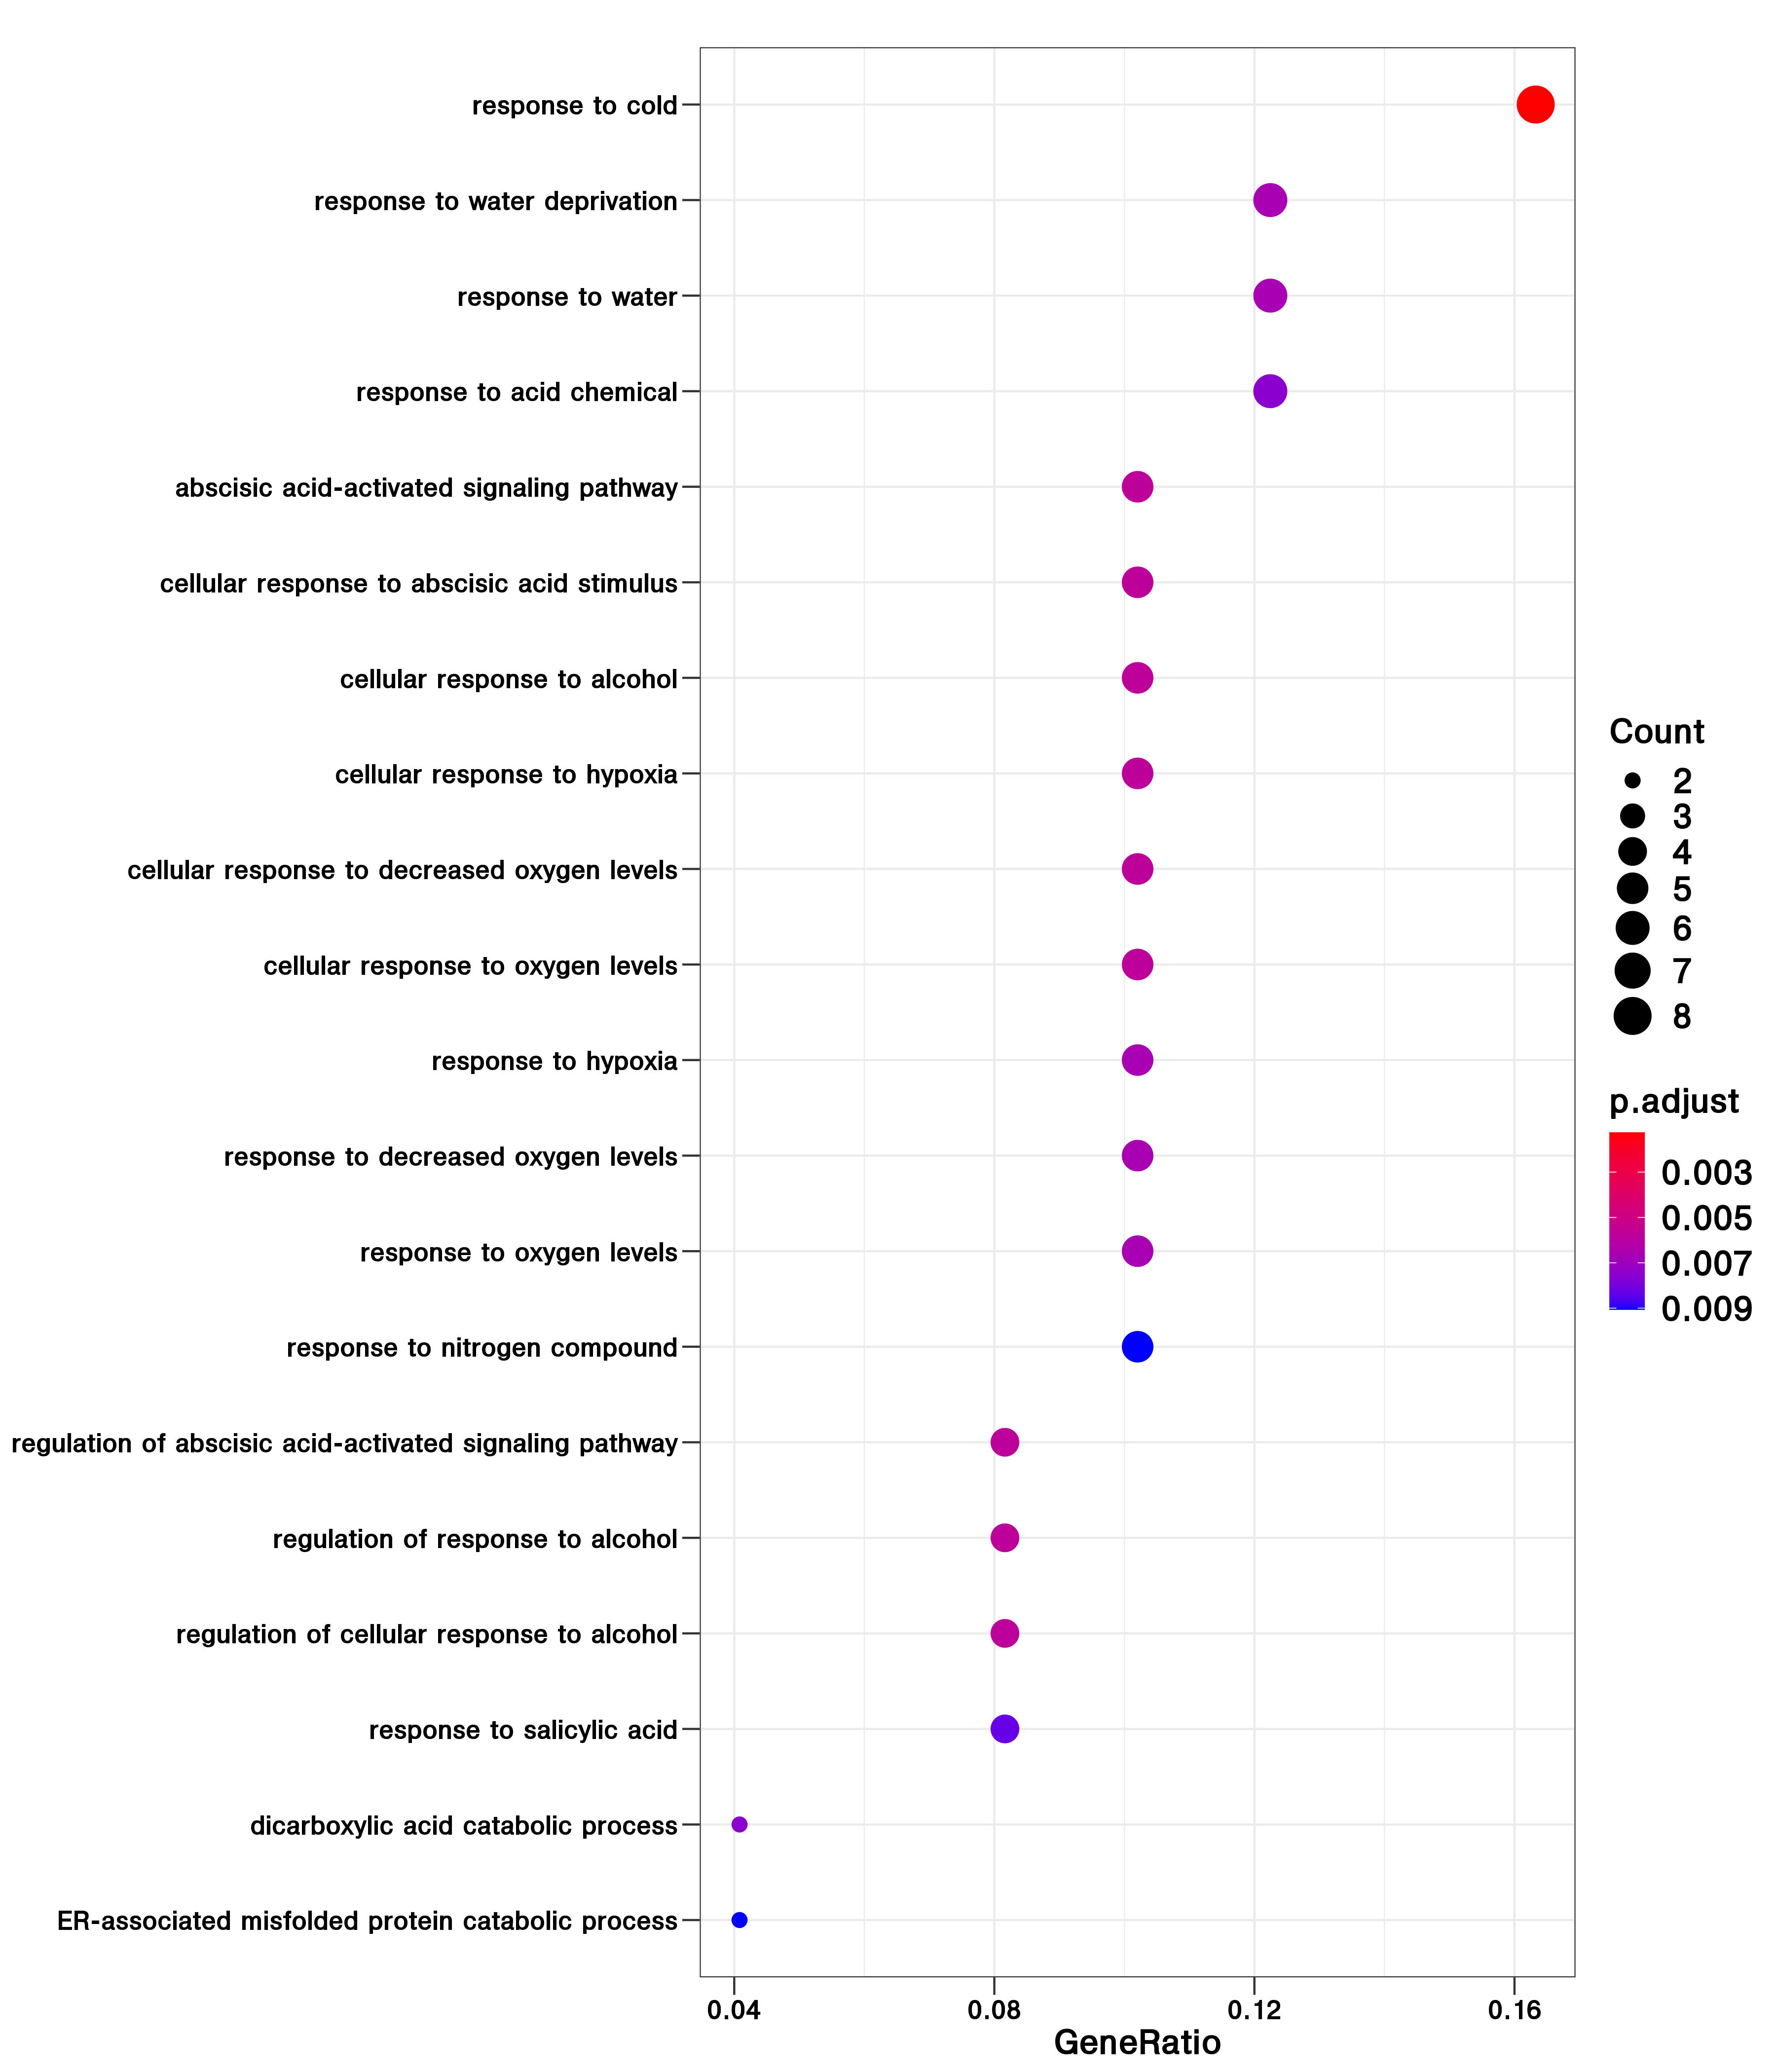 response to cold
response to water deprivation
response to water
response to acid chemical
abscisic acid-activated signaling pathway
cellular response to abscisic acid stimulus
cellular response to alcohol
cellular response to hypoxia
cellular response to decreased oxygen levels
cellular response to oxygen levels
response to hypoxia
response to decreased oxygen levels
response to oxygen levels
response to nitrogen compound
regulation of abscisic acid-activated signaling pathway
regulation of response to alcohol
regulation of cellular response to alcohol
response to salicylic acid
dicarboxylic acid catabolic process
ER-associated misfolded protein catabolic process
0.04 0.08 0.12 0.16
GeneRatio
Count
2
3
4
5
6
7
8
p.adjust
0.003
0.005
0.007
0.009